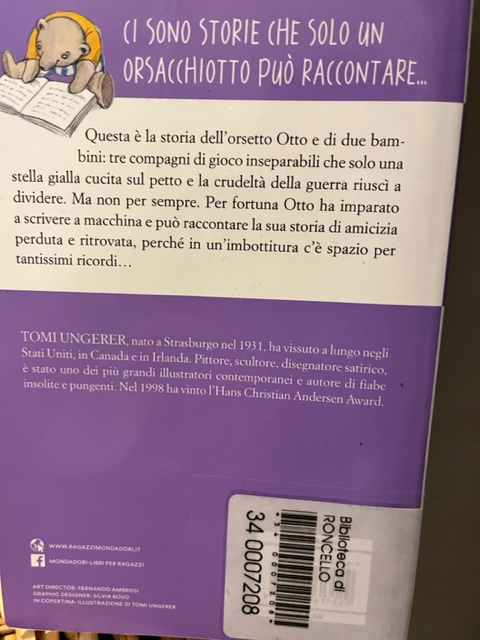 CI SONO STORIE CHE SOLO UN
ORSACCHIOTTO PUÒ RACCONTARE...
Questa è la storia dell'orsetto Otto e di due bam-
bini: tre compagni di gioco inseparabili che solo una
stella gialla cucita sul petto e la crudeltà della guerra riuscì a
dividere. Ma non per sempre. Per fortuna Otto ha imparato
a scrivere a macchina e può raccontare la sua storia di amicizia
perduta e ritrovata, perché in un'imbottitura c'è spazio per
tantissimi ricordi...
TOMI UNGERER, nato a Strasburgo nel 1931, ha vissuto a lungo negli
Stati Uniti, in Canada e in Irlanda. Pittore, scultore, disegnatore satirico,
è stato uno dei più grandi illustratori contemporanei e autore di fiabe
insolite e pungenti. Nel 1998 ha vinto l'Hans Christian Andersen Award.
WWW.RAGAZZIMONDADORI.IT
MONDADORI-LIBRI PER RAGAZZI
ART DIRECTOR: FERNANDO AMBROSI
GRAPHIC DESIGNER: SILVIA BOVO
IN COPERTINA: ILLUSTRAZIONE DI TOMI UNGERER
Biblioteca di
RONCELLO
*34 0007208*
34 0007208